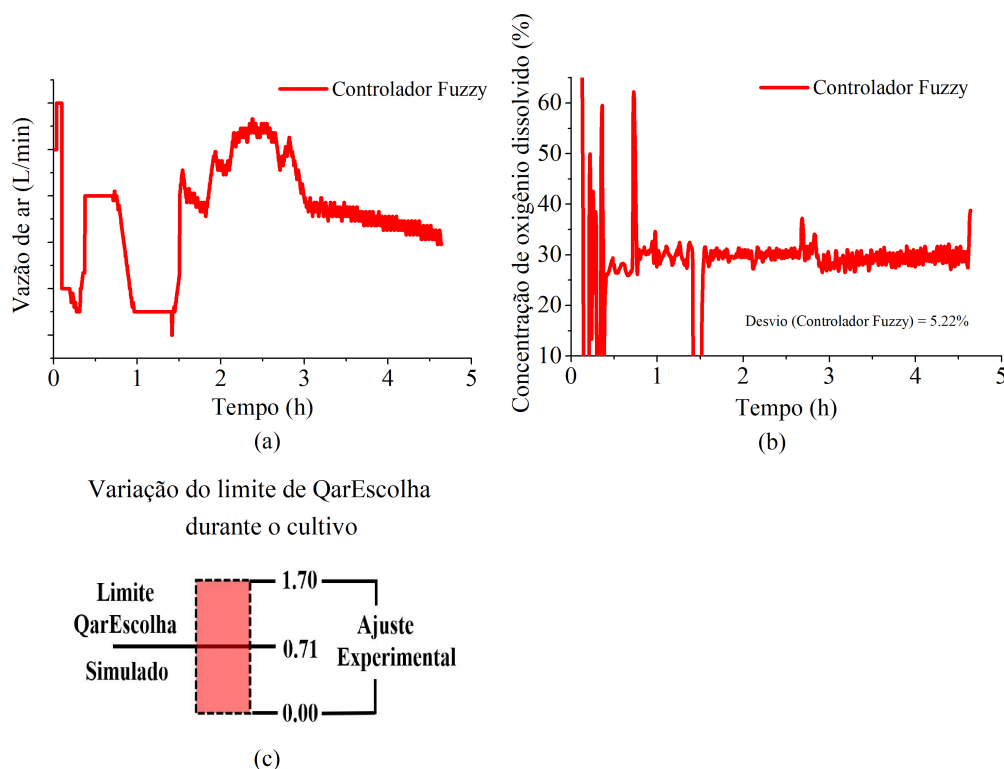 Vazão de ar (L/min)
Controlador Fuzzy
0 1 2 3 4 5
Tempo (h)
(a)
Concentração de oxigênio dissolvido (%)
Controlador Fuzzy
60
50
40
30
20
10
Desvio (Controlador Fuzzy) = 5.22%
0 1 2 3 4 5
Tempo (h)
(b)
Variação do limite de QarEscolha
durante o cultivo
Limite
QarEscolha
Simulado
1.70
0.71
0.00
Ajuste
Experimental
(c)